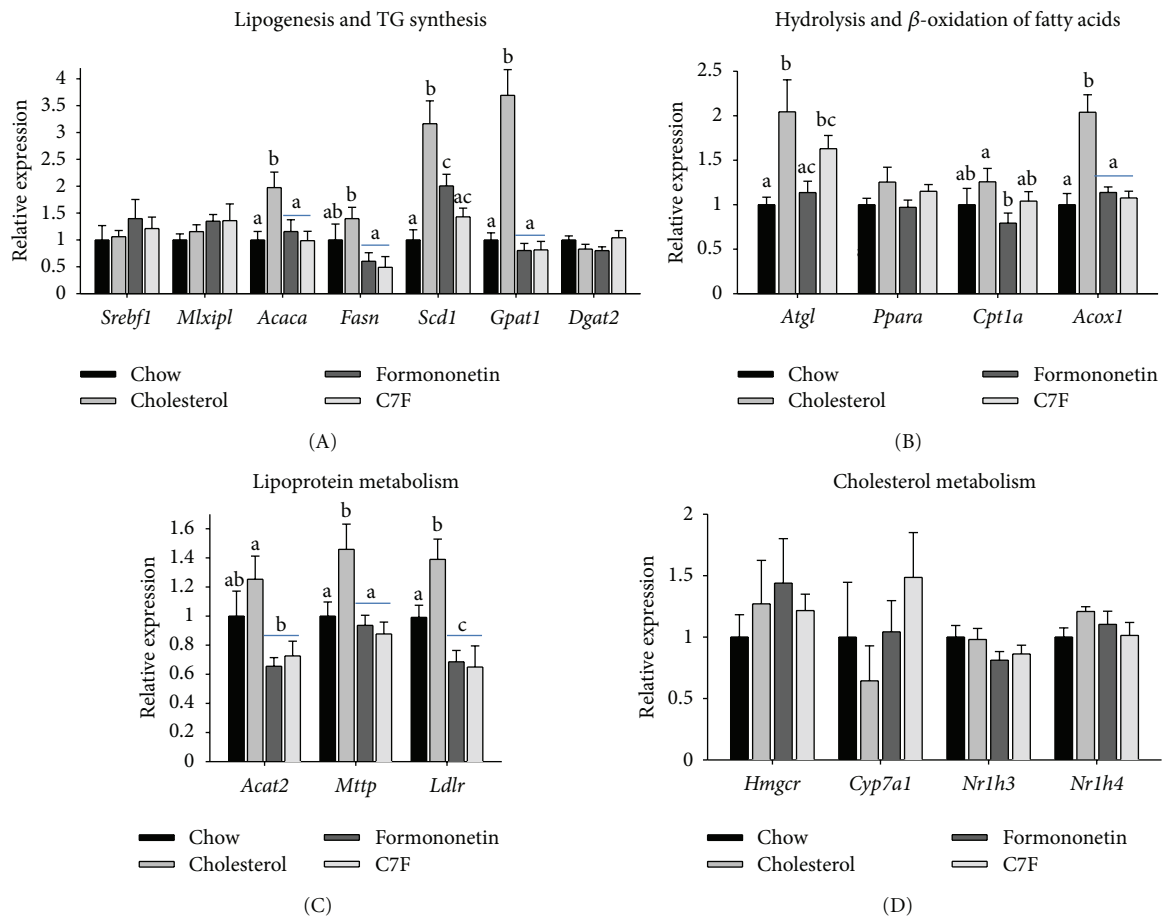 Lipogenesis and TG synthesis
Relative expression
4
3.5
3
2.5
2
1.5
1
0.5
0
a b a
ab b a
a b c ac
a b a
Srebf1 Mlxipl Acaca Fasn Scd1 Gpat1 Dgat2
Chow Formononetin
Cholesterol C7F
(A)
Hydrolysis and β-oxidation of fatty acids
Relative expression
2.5
2
1.5
1
0.5
0
a b ac bc
a a b ab
a b a
Atgl Ppara Cpt1a Acox1
Chow Formononetin
Cholesterol C7F
(B)
Lipoprotein metabolism
Relative expression
1.6
1.4
1.2
1
0.8
0.6
0.4
0.2
0
ab a b
a b a
a b c
Acat2 Mttp Ldlr
Chow Formononetin
Cholesterol C7F
(C)
Cholesterol metabolism
Relative expression
2
1.5
1
0.5
0
Hmgcr Cyp7a1 Nr1h3 Nr1h4
Chow Formononetin
Cholesterol C7F
(D)